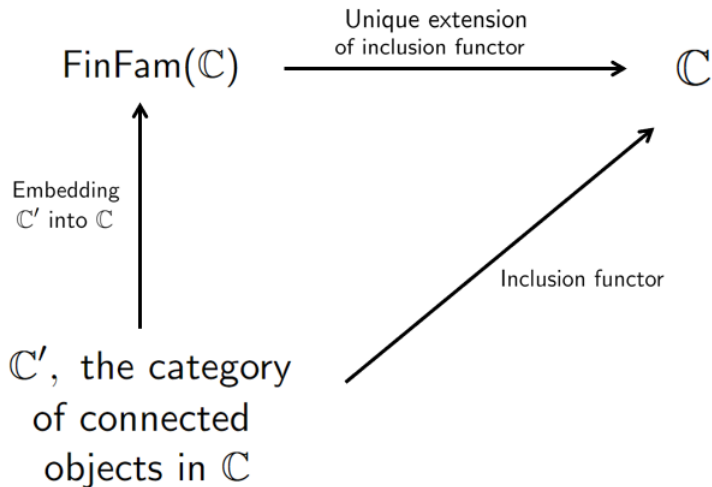 Unique extension
of inclusion functor
FinFam(ℂ)
ℂ
Embedding
ℂ′ into ℂ
Inclusion functor
ℂ′, the category
of connected
objects in ℂ